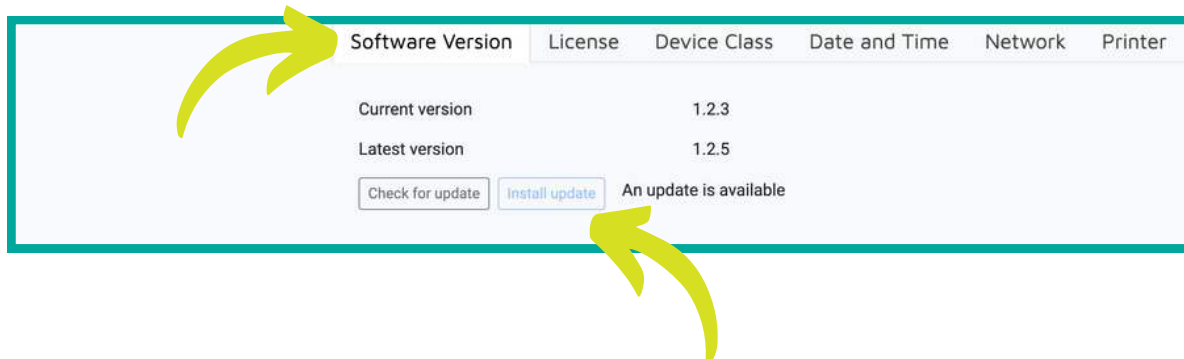 Software Version License Device Class Date and Time Network Printer
Current version 1.2.3
Latest version 1.2.5
Check for update Install update An update is available